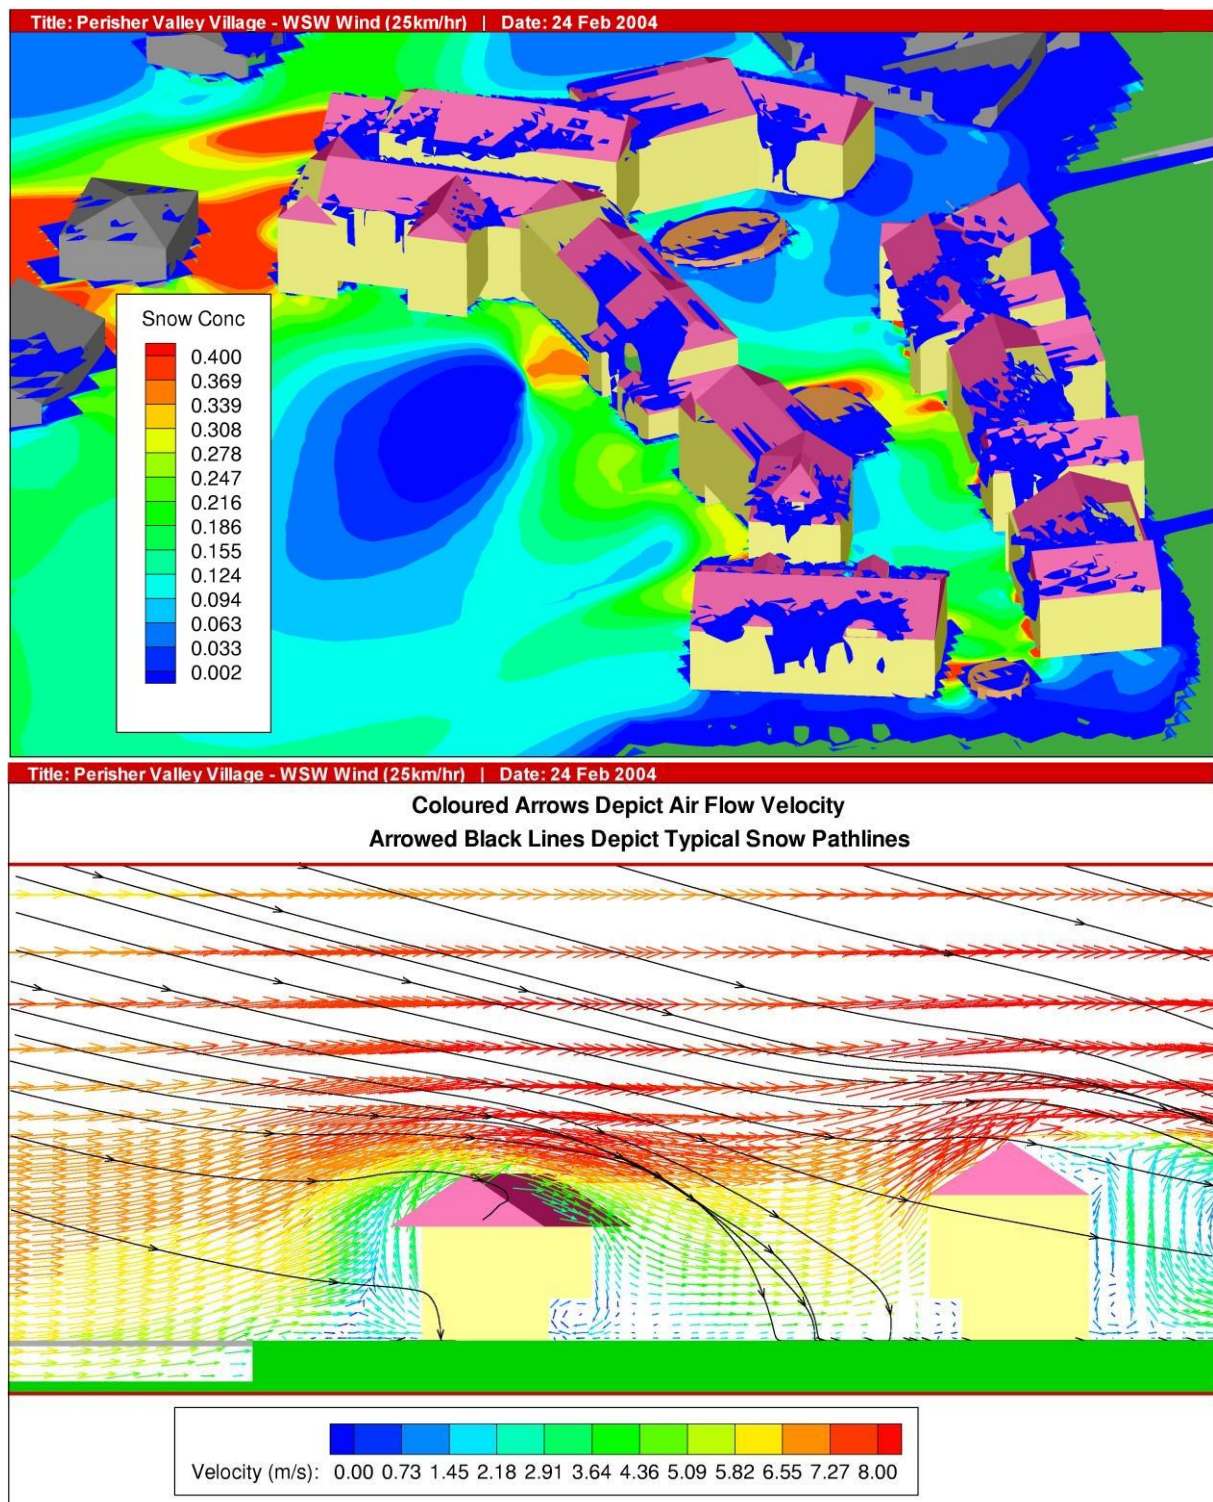 Title: Perisher Valley Village - WSW Wind (25km/hr) | Date: 24 Feb 2004
Snow Conc
0.400
0.369
0.339
0.308
0.278
0.247
0.216
0.186
0.155
0.124
0.094
0.063
0.033
0.002
Title: Perisher Valley Village - WSW Wind (25km/hr) | Date: 24 Feb 2004
Coloured Arrows Depict Air Flow Velocity
Arrowed Black Lines Depict Typical Snow Pathlines
Velocity (m/s): 0.00 0.73 1.45 2.18 2.91 3.64 4.36 5.09 5.82 6.55 7.27 8.00